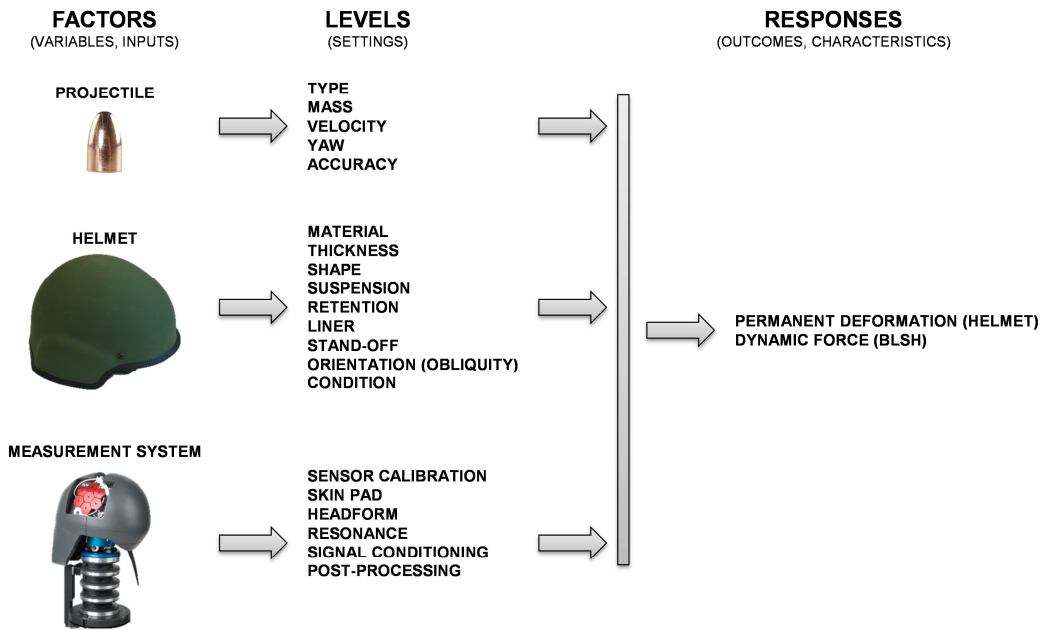 FACTORS
(VARIABLES, INPUTS)
LEVELS
(SETTINGS)
RESPONSES
(OUTCOMES, CHARACTERISTICS)
PROJECTILE
TYPE
MASS
VELOCITY
YAW
ACCURACY
HELMET
MATERIAL
THICKNESS
SHAPE
SUSPENSION
RETENTION
LINER
STAND-OFF
ORIENTATION (OBLIQUITY)
CONDITION
PERMANENT DEFORMATION (HELMET)
DYNAMIC FORCE (BLSH)
MEASUREMENT SYSTEM
SENSOR CALIBRATION
SKIN PAD
HEADFORM
RESONANCE
SIGNAL CONDITIONING
POST-PROCESSING